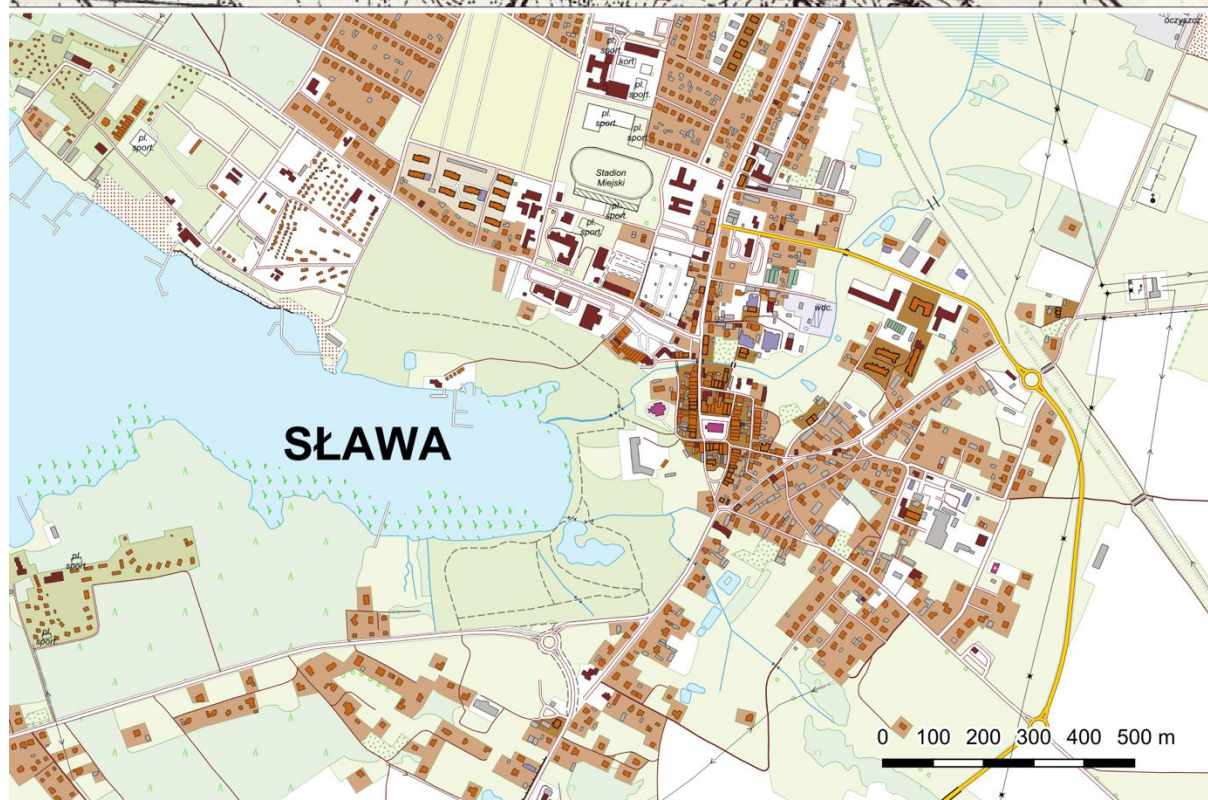 oczyszcz.
pl.
sport.
kort
pl.
sport.
pl.
sport.
pl.
sport.
pl.
sport.
Stadion
Miejski
pl.
sport.
pl.
sport.
wdc.
SŁAWA
pl.
sport.
pl.
sport.
0 100 200 300 400 500 m